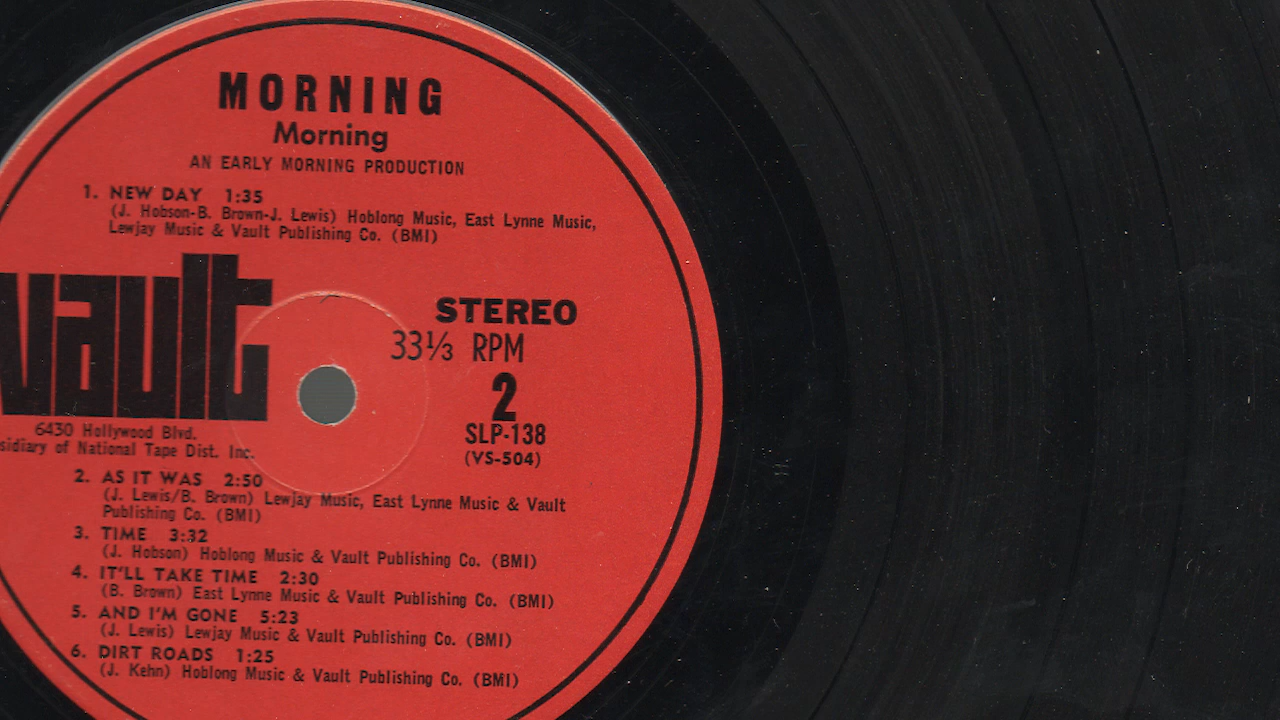 MORNING
Morning
AN EARLY MORNING PRODUCTION
1. NEW DAY 1:35
(J. Hobson-B. Brown-J. Lewis) Hoblong Music, East Lynne Music,
Lewjay Music & Vault Publishing Co. (BMI)
vault
STEREO
33⅓ RPM
2
SLP-138
(VS-504)
6430 Hollywood Blvd.
sidiary of National Tape Dist. Inc.
2. AS IT WAS 2:50
(J. Lewis/B. Brown) Lewjay Music, East Lynne Music & Vault
Publishing Co. (BMI)
3. TIME 3:32
(J. Hobson) Hoblong Music & Vault Publishing Co. (BMI)
4. IT'LL TAKE TIME 2:30
(B. Brown) East Lynne Music & Vault Publishing Co. (BMI)
5. AND I'M GONE 5:23
(J. Lewis) Lewjay Music & Vault Publishing Co. (BMI)
6. DIRT ROADS 1:25
(J. Kehn) Hoblong Music & Vault Publishing Co. (BMI)